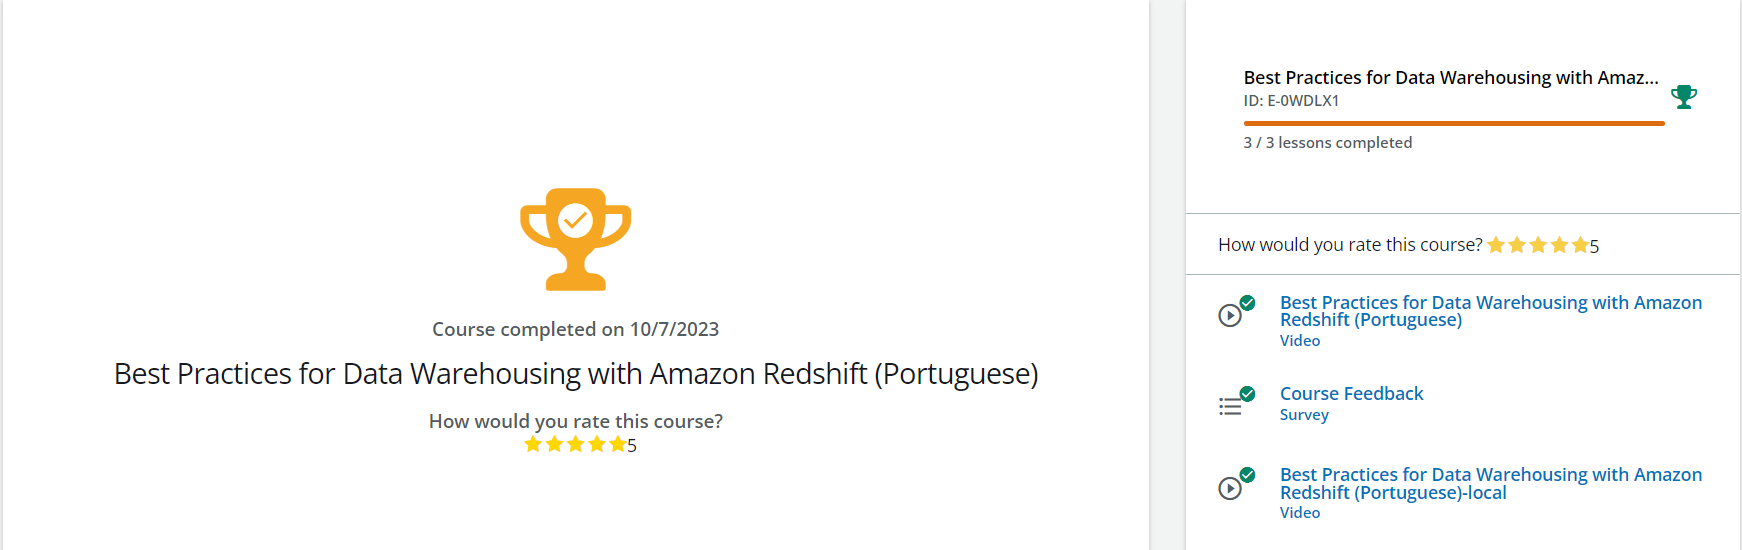 Course completed on 10/7/2023
Best Practices for Data Warehousing with Amazon Redshift (Portuguese)
How would you rate this course?
5
Best Practices for Data Warehousing with Amaz...
ID: E-0WDLX1
3 / 3 lessons completed
How would you rate this course? 5
Best Practices for Data Warehousing with Amazon
Redshift (Portuguese)
Video
Course Feedback
Survey
Best Practices for Data Warehousing with Amazon
Redshift (Portuguese)-local
Video